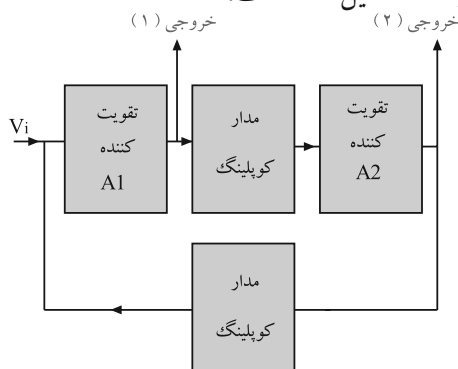 خروجی (۲)
خروجی (۱)
Vi
تقویت
کننده
A1
مدار
کوپلینگ
تقویت
کننده
A2
مدار
کوپلینگ